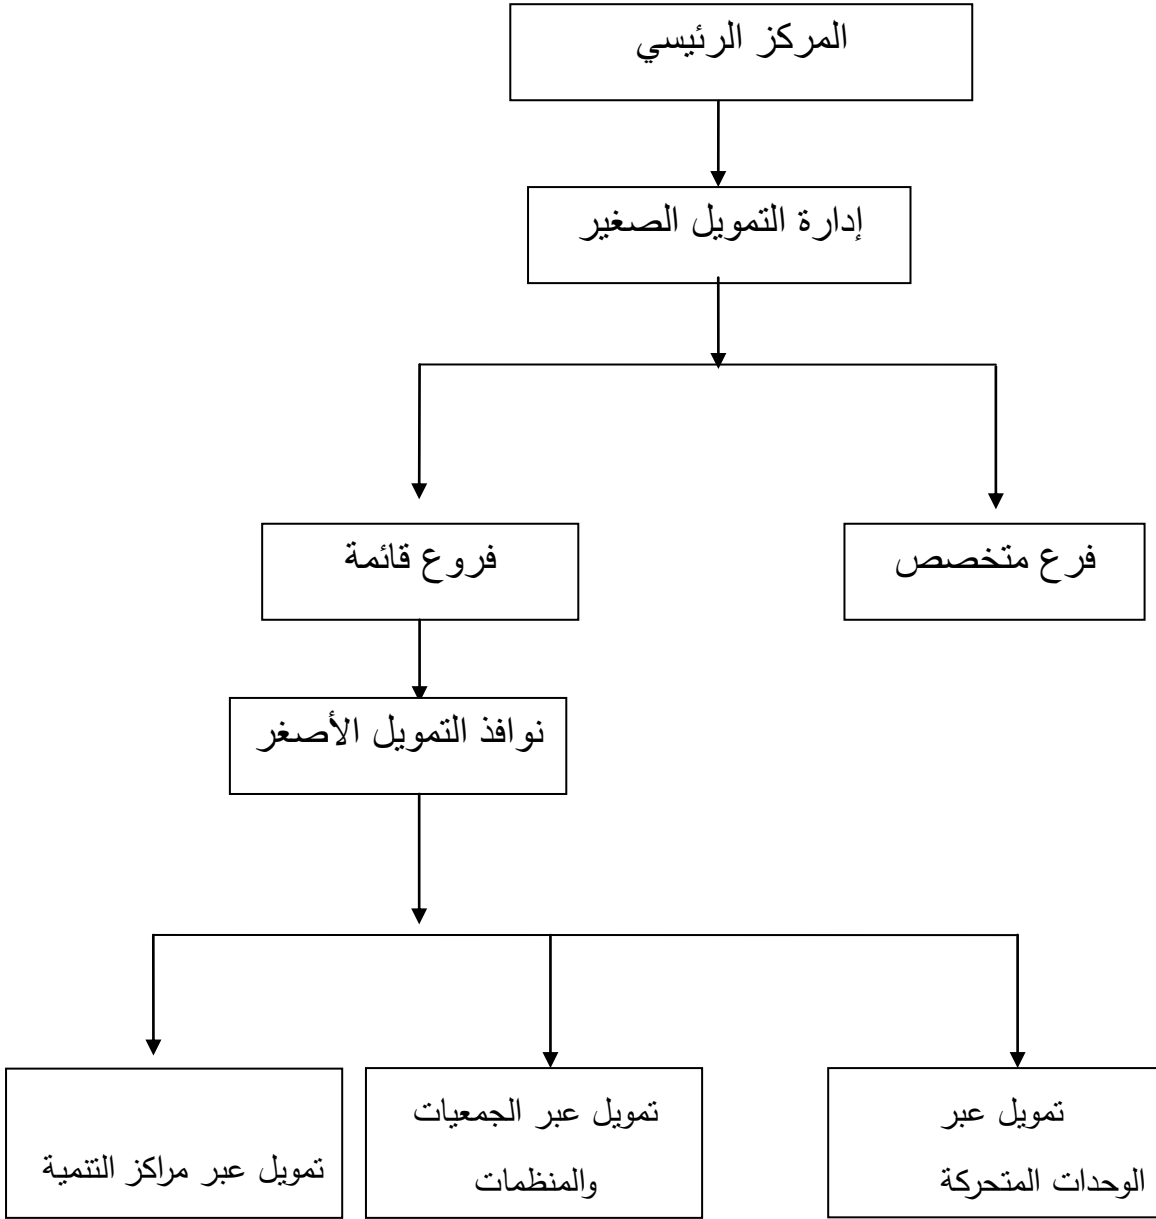 المركز الرئيسي
إدارة التمويل الصغير
فرع متخصص
فروع قائمة
نوافذ التمويل الأصغر
تمويل عبر
الوحدات المتحركة
تمويل عبر الجمعيات
والمنظمات
تمويل عبر مراكز التنمية